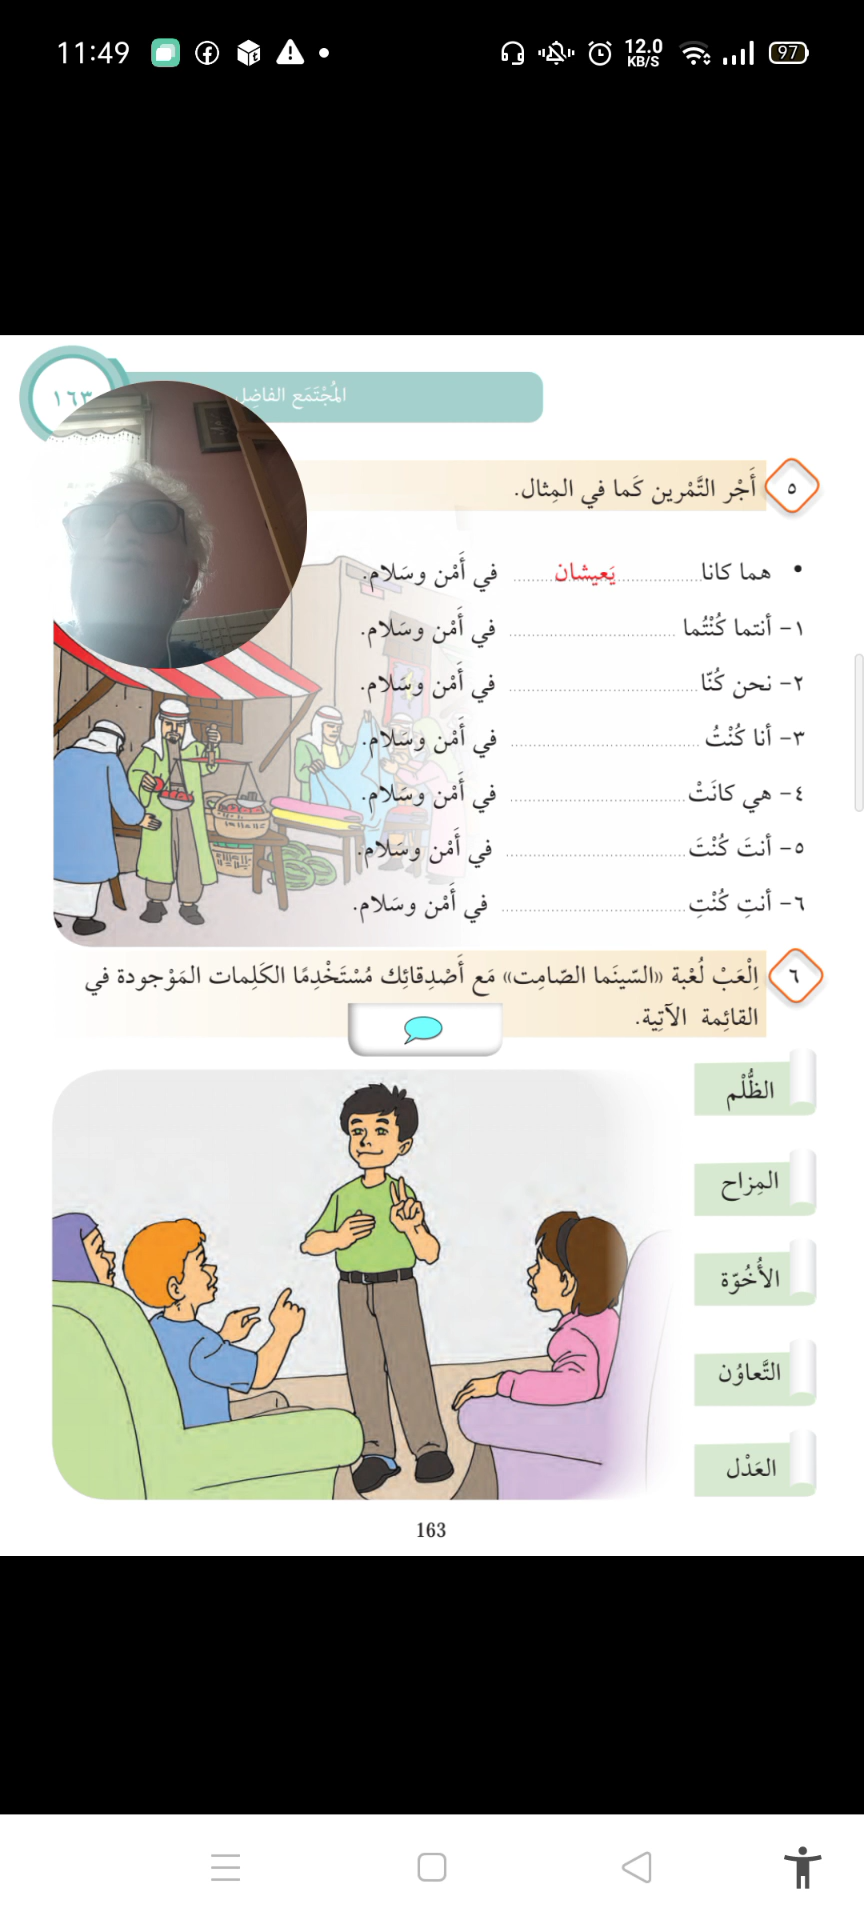 11:49
12.0
KB/S
97
المُجْتَمَع الفاضِل
١٦٣
٥
أَجْر التَّمْرين كَما في المِثال.
• هما كانا ............ يَعيشان ............ في أَمْن وسَلام.
١- أنتما كُنْتُما ........................ في أَمْن وسَلام.
٢- نحن كُنّا ........................ في أَمْن وسَلام.
٣- أنا كُنْتُ ........................ في أَمْن وسَلام.
٤- هي كانَتْ ........................ في أَمْن وسَلام.
٥- أنتَ كُنْتَ ........................ في أَمْن وسَلام.
٦- أنتِ كُنْتِ ........................ في أَمْن وسَلام.
٦
اِلْعَبْ لُعْبة «السّينَما الصّامِت» مَع أَصْدِقائِك مُسْتَخْدِمًا الكَلِمات المَوْجودة في
القائِمة الآتِية.
الظُّلْم
المِزاح
الأُخُوّة
التَّعاوُن
العَدْل
163